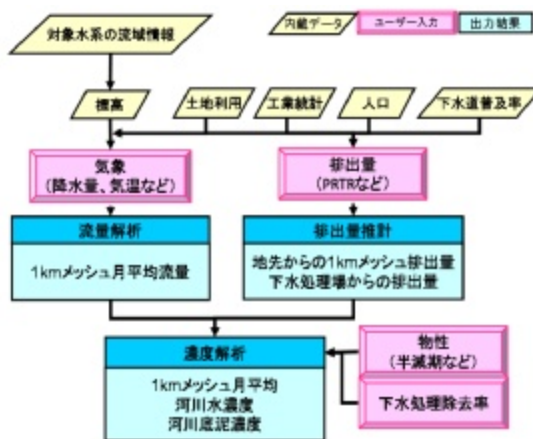 対象水系の流域情報
内蔵データ
ユーザー入力
出力結果
標高
土地利用
工業統計
人口
下水道普及率
気象
(降水量、気温など)
排出量
(PRTRなど)
流量解析
1kmメッシュ月平均流量
排出量推計
地先からの1kmメッシュ排出量
下水処理場からの排出量
濃度解析
1kmメッシュ月平均
河川水濃度
河川底泥濃度
物性
(半減期など)
下水処理除去率